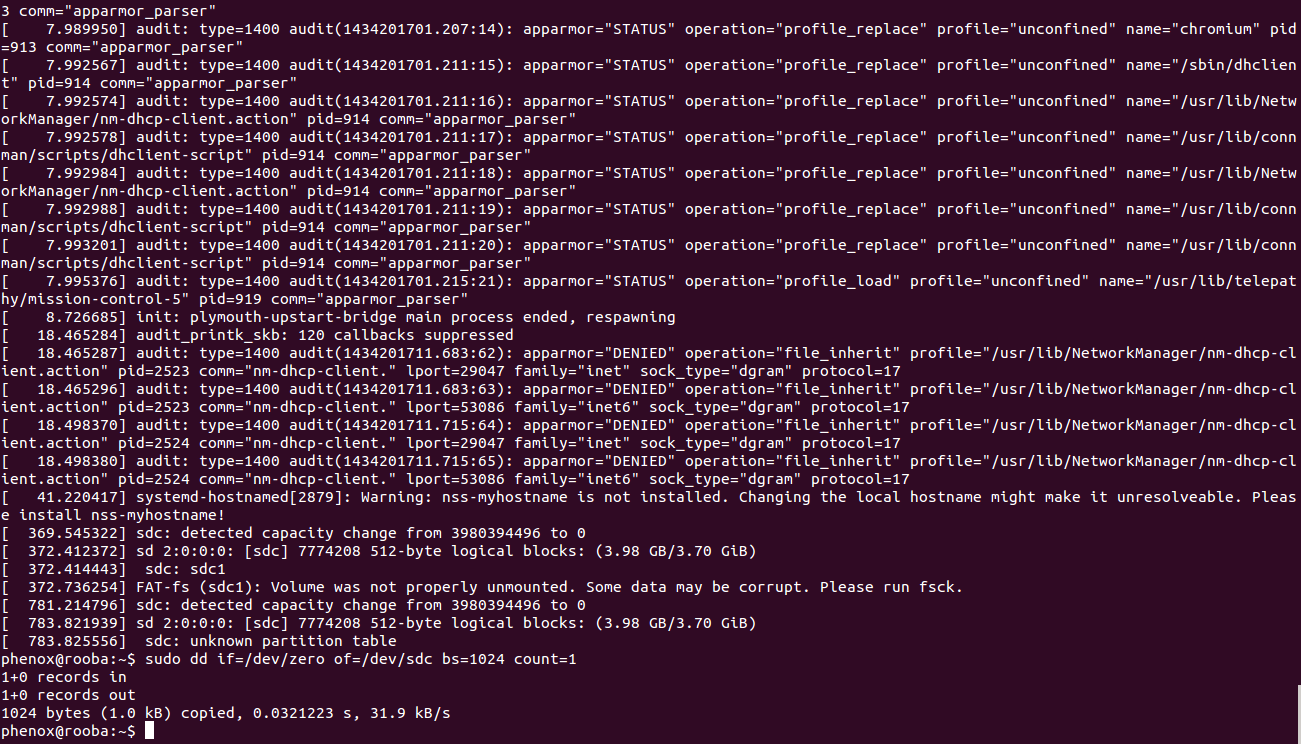 3 comm="apparmor_parser"
[    7.989950] audit: type=1400 audit(1434201701.207:14): apparmor="STATUS" operation="profile_replace" profile="unconfined" name="chromium" pid
=913 comm="apparmor_parser"
[    7.992567] audit: type=1400 audit(1434201701.211:15): apparmor="STATUS" operation="profile_replace" profile="unconfined" name="/sbin/dhclien
t" pid=914 comm="apparmor_parser"
[    7.992574] audit: type=1400 audit(1434201701.211:16): apparmor="STATUS" operation="profile_replace" profile="unconfined" name="/usr/lib/Netw
orkManager/nm-dhcp-client.action" pid=914 comm="apparmor_parser"
[    7.992578] audit: type=1400 audit(1434201701.211:17): apparmor="STATUS" operation="profile_replace" profile="unconfined" name="/usr/lib/conn
man/scripts/dhclient-script" pid=914 comm="apparmor_parser"
[    7.992984] audit: type=1400 audit(1434201701.211:18): apparmor="STATUS" operation="profile_replace" profile="unconfined" name="/usr/lib/Netw
orkManager/nm-dhcp-client.action" pid=914 comm="apparmor_parser"
[    7.992988] audit: type=1400 audit(1434201701.211:19): apparmor="STATUS" operation="profile_replace" profile="unconfined" name="/usr/lib/conn
man/scripts/dhclient-script" pid=914 comm="apparmor_parser"
[    7.993201] audit: type=1400 audit(1434201701.211:20): apparmor="STATUS" operation="profile_replace" profile="unconfined" name="/usr/lib/conn
man/scripts/dhclient-script" pid=914 comm="apparmor_parser"
[    7.995376] audit: type=1400 audit(1434201701.215:21): apparmor="STATUS" operation="profile_load" profile="unconfined" name="/usr/lib/telepat
hy/mission-control-5" pid=919 comm="apparmor_parser"
[    8.726685] init: plymouth-upstart-bridge main process ended, respawning
[   18.465284] audit_printk_skb: 120 callbacks suppressed
[   18.465287] audit: type=1400 audit(1434201711.683:62): apparmor="DENIED" operation="file_inherit" profile="/usr/lib/NetworkManager/nm-dhcp-cl
ient.action" pid=2523 comm="nm-dhcp-client." lport=29047 family="inet" sock_type="dgram" protocol=17
[   18.465296] audit: type=1400 audit(1434201711.683:63): apparmor="DENIED" operation="file_inherit" profile="/usr/lib/NetworkManager/nm-dhcp-cl
ient.action" pid=2523 comm="nm-dhcp-client." lport=53086 family="inet6" sock_type="dgram" protocol=17
[   18.498370] audit: type=1400 audit(1434201711.715:64): apparmor="DENIED" operation="file_inherit" profile="/usr/lib/NetworkManager/nm-dhcp-cl
ient.action" pid=2524 comm="nm-dhcp-client." lport=29047 family="inet" sock_type="dgram" protocol=17
[   18.498380] audit: type=1400 audit(1434201711.715:65): apparmor="DENIED" operation="file_inherit" profile="/usr/lib/NetworkManager/nm-dhcp-cl
ient.action" pid=2524 comm="nm-dhcp-client." lport=53086 family="inet6" sock_type="dgram" protocol=17
[   41.220417] systemd-hostnamed[2879]: Warning: nss-myhostname is not installed. Changing the local hostname might make it unresolveable. Pleas
e install nss-myhostname!
[  369.545322] sdc: detected capacity change from 3980394496 to 0
[  372.412372] sd 2:0:0:0: [sdc] 7774208 512-byte logical blocks: (3.98 GB/3.70 GiB)
[  372.414443]  sdc: sdc1
[  372.736254] FAT-fs (sdc1): Volume was not properly unmounted. Some data may be corrupt. Please run fsck.
[  781.214796] sdc: detected capacity change from 3980394496 to 0
[  783.821939] sd 2:0:0:0: [sdc] 7774208 512-byte logical blocks: (3.98 GB/3.70 GiB)
[  783.825556]  sdc: unknown partition table
phenox@rooba:~$ sudo dd if=/dev/zero of=/dev/sdc bs=1024 count=1
1+0 records in
1+0 records out
1024 bytes (1.0 kB) copied, 0.0321223 s, 31.9 kB/s
phenox@rooba:~$